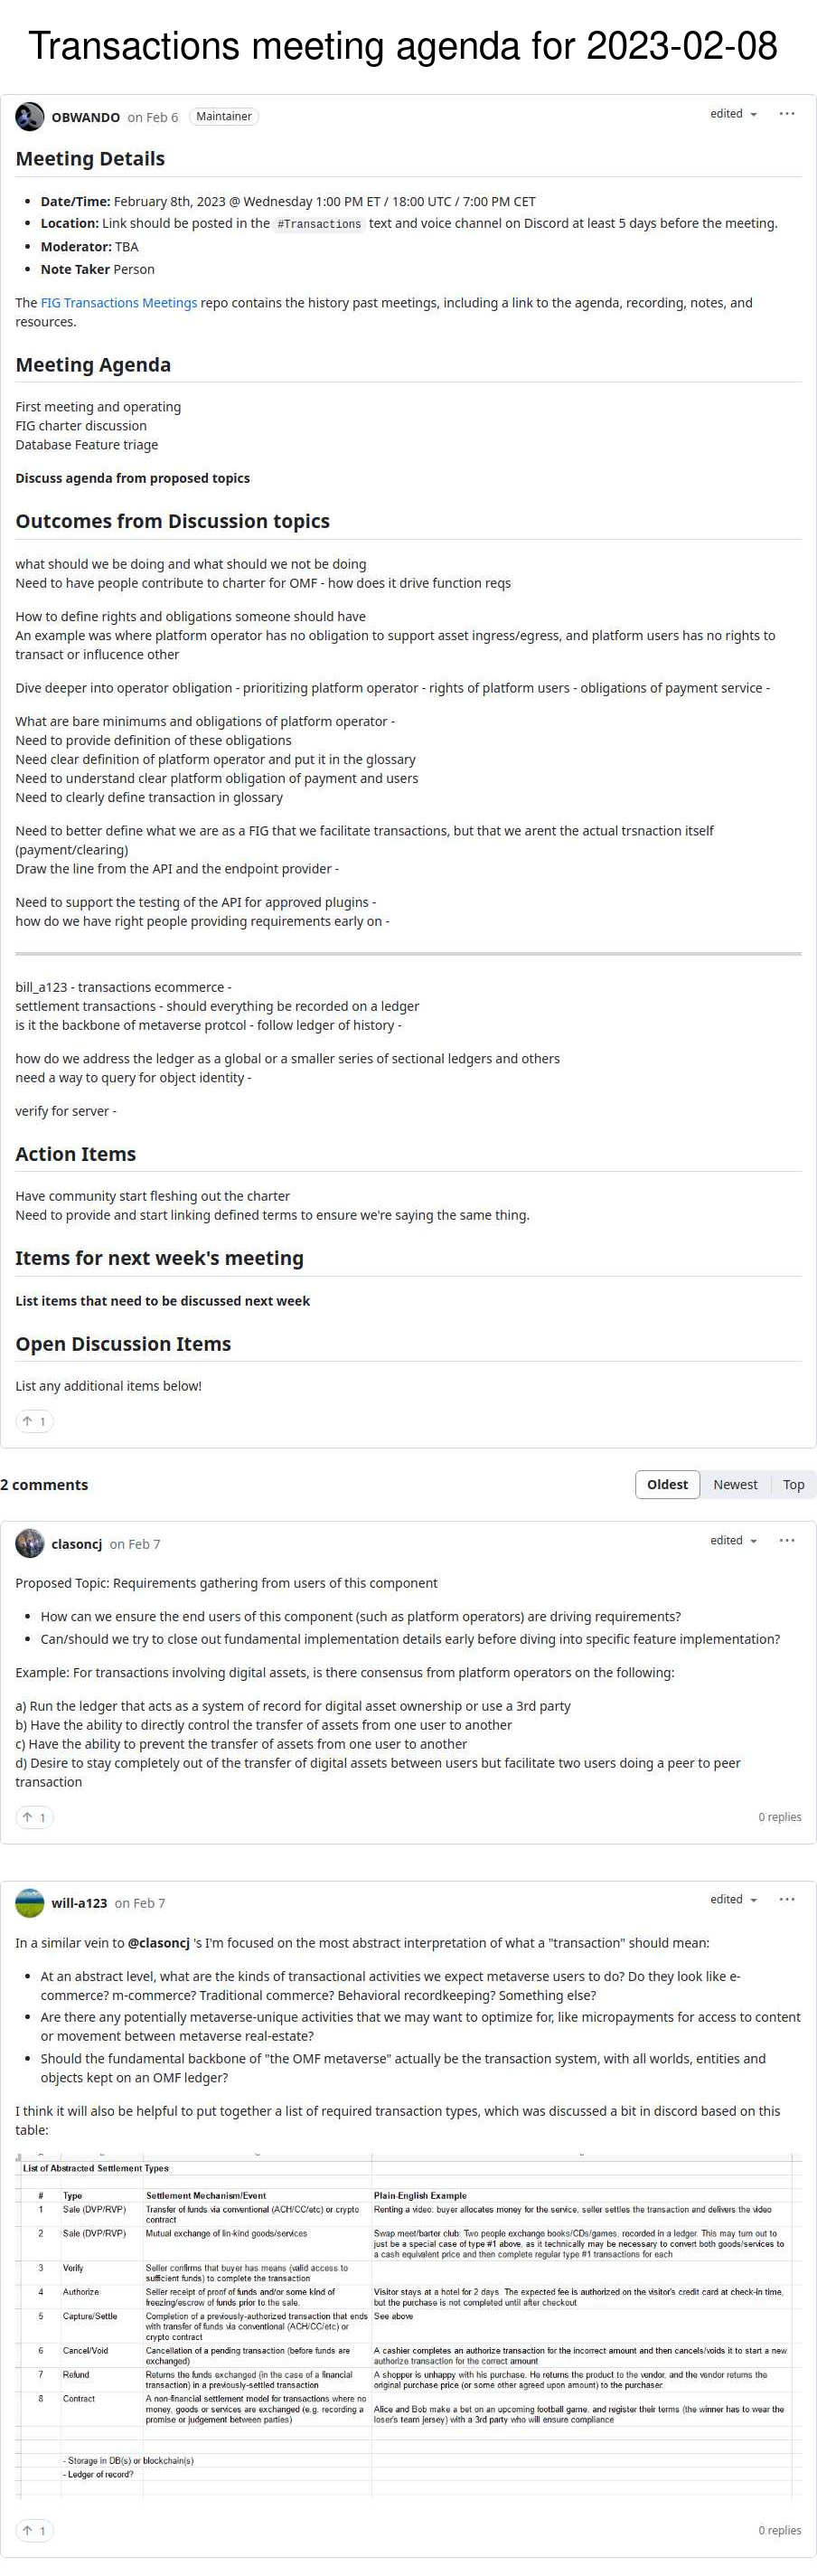 Transactions meeting agenda for 2023-02-08
OBWANDO on Feb 6 Maintainer
edited
Meeting Details
Date/Time: February 8th, 2023 @ Wednesday 1:00 PM ET / 18:00 UTC / 7:00 PM CET
Location: Link should be posted in the #Transactions text and voice channel on Discord at least 5 days before the meeting.
Moderator: TBA
Note Taker Person
The FIG Transactions Meetings repo contains the history past meetings, including a link to the agenda, recording, notes, and
resources.
Meeting Agenda
First meeting and operating
FIG charter discussion
Database Feature triage
Discuss agenda from proposed topics
Outcomes from Discussion topics
what should we be doing and what should we not be doing
Need to have people contribute to charter for OMF - how does it drive function reqs
How to define rights and obligations someone should have
An example was where platform operator has no obligation to support asset ingress/egress, and platform users has no rights to
transact or influcence other
Dive deeper into operator obligation - prioritizing platform operator - rights of platform users - obligations of payment service -
What are bare minimums and obligations of platform operator -
Need to provide definition of these obligations
Need clear definition of platform operator and put it in the glossary
Need to understand clear platform obligation of payment and users
Need to clearly define transaction in glossary
Need to better define what we are as a FIG that we facilitate transactions, but that we arent the actual trsnaction itself
(payment/clearing)
Draw the line from the API and the endpoint provider -
Need to support the testing of the API for approved plugins -
how do we have right people providing requirements early on -
bill_a123 - transactions ecommerce -
settlement transactions - should everything be recorded on a ledger
is it the backbone of metaverse protcol - follow ledger of history -
how do we address the ledger as a global or a smaller series of sectional ledgers and others
need a way to query for object identity -
verify for server -
Action Items
Have community start fleshing out the charter
Need to provide and start linking defined terms to ensure we're saying the same thing.
Items for next week's meeting
List items that need to be discussed next week
Open Discussion Items
List any additional items below!
1
2 comments
Oldest Newest Top
clasoncj on Feb 7
edited
Proposed Topic: Requirements gathering from users of this component
How can we ensure the end users of this component (such as platform operators) are driving requirements?
Can/should we try to close out fundamental implementation details early before diving into specific feature implementation?
Example: For transactions involving digital assets, is there consensus from platform operators on the following:
a) Run the ledger that acts as a system of record for digital asset ownership or use a 3rd party
b) Have the ability to directly control the transfer of assets from one user to another
c) Have the ability to prevent the transfer of assets from one user to another
d) Desire to stay completely out of the transfer of digital assets between users but facilitate two users doing a peer to peer
transaction
1
0 replies
will-a123 on Feb 7
edited
In a similar vein to @clasoncj 's I'm focused on the most abstract interpretation of what a "transaction" should mean:
At an abstract level, what are the kinds of transactional activities we expect metaverse users to do? Do they look like e-
commerce? m-commerce? Traditional commerce? Behavioral recordkeeping? Something else?
Are there any potentially metaverse-unique activities that we may want to optimize for, like micropayments for access to content
or movement between metaverse real-estate?
Should the fundamental backbone of "the OMF metaverse" actually be the transaction system, with all worlds, entities and
objects kept on an OMF ledger?
I think it will also be helpful to put together a list of required transaction types, which was discussed a bit in discord based on this
table:
List of Abstracted Settlement Types
# Type Settlement Mechanism/Event Plain-English Example
1 Sale (DVP/RVP) Transfer of funds via conventional (ACH/CC/etc) or crypto Renting a video: buyer allocates money for the service, seller settles the transaction and delivers the video
contract
2 Sale (DVP/RVP) Mutual exchange of lin-kind goods/services Swap meet/barter club: Two people exchange books/CDs/games, recorded in a ledger. This may turn out to
just be a special case of type #1 above, as it technically may be necessary to convert both goods/services to
a cash equivalent price and then complete regular type #1 transactions for each
3 Verify Seller confirms that buyer has means (valid access to
sufficient funds) to complete the transaction
4 Authorize Seller receipt of proof of funds and/or some kind of Visitor stays at a hotel for 2 days. The expected fee is authorized on the visitor's credit card at check-in time,
freezing/escrow of funds prior to the sale. but the purchase is not completed until after checkout
5 Capture/Settle Completion of a previously-authorized transaction that ends See above
with transfer of funds via conventional (ACH/CC/etc) or
crypto contract
6 Cancel/Void Cancellation of a pending transaction (before funds are A cashier completes an authorize transaction for the incorrect amount and then cancels/voids it to start a new
exchanged) authorize transaction for the correct amount
7 Refund Returns the funds exchanged (in the case of a financial A shopper is unhappy with his purchase. He returns the product to the vendor, and the vendor returns the
transaction) in a previously-settled transaction original purchase price (or some other agreed upon amount) to the purchaser
8 Contract A non-financial settlement model for transactions where no
money, goods or services are exchanged (e.g. recording a Alice and Bob make a bet on an upcoming football game, and register their terms (the winner has to wear the
promise or judgement between parties) loser's team jersey) with a 3rd party who will ensure compliance
- Storage in DB(s) or blockchain(s)
- Ledger of record?
1
0 replies